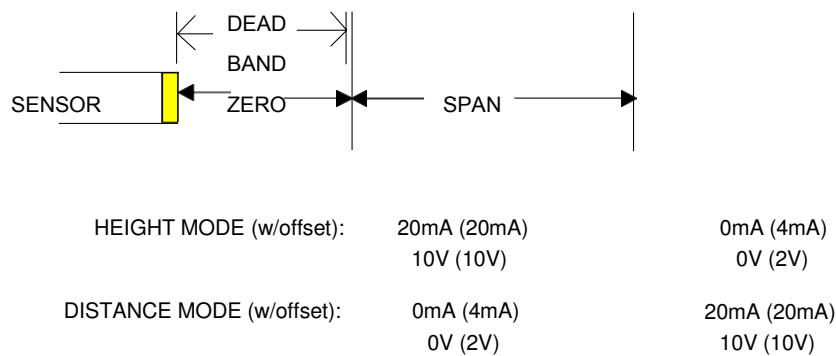 DEAD
BAND
SENSOR ZERO SPAN
HEIGHT MODE (w/offset): 20mA (20mA) 0mA (4mA)
10V (10V) 0V (2V)
DISTANCE MODE (w/offset): 0mA (4mA) 20mA (20mA)
0V (2V) 10V (10V)